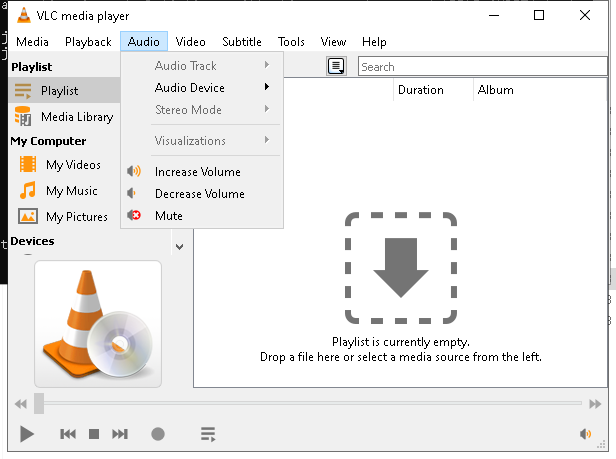 VLC media player
Media Playback Audio Video Subtitle Tools View Help
Playlist
Playlist
Media Library
My Computer
My Videos
My Music
My Pictures
Devices
Audio Track
Audio Device
Stereo Mode
Visualizations
Increase Volume
Decrease Volume
Mute
Search
Duration Album
Playlist is currently empty.
Drop a file here or select a media source from the left.